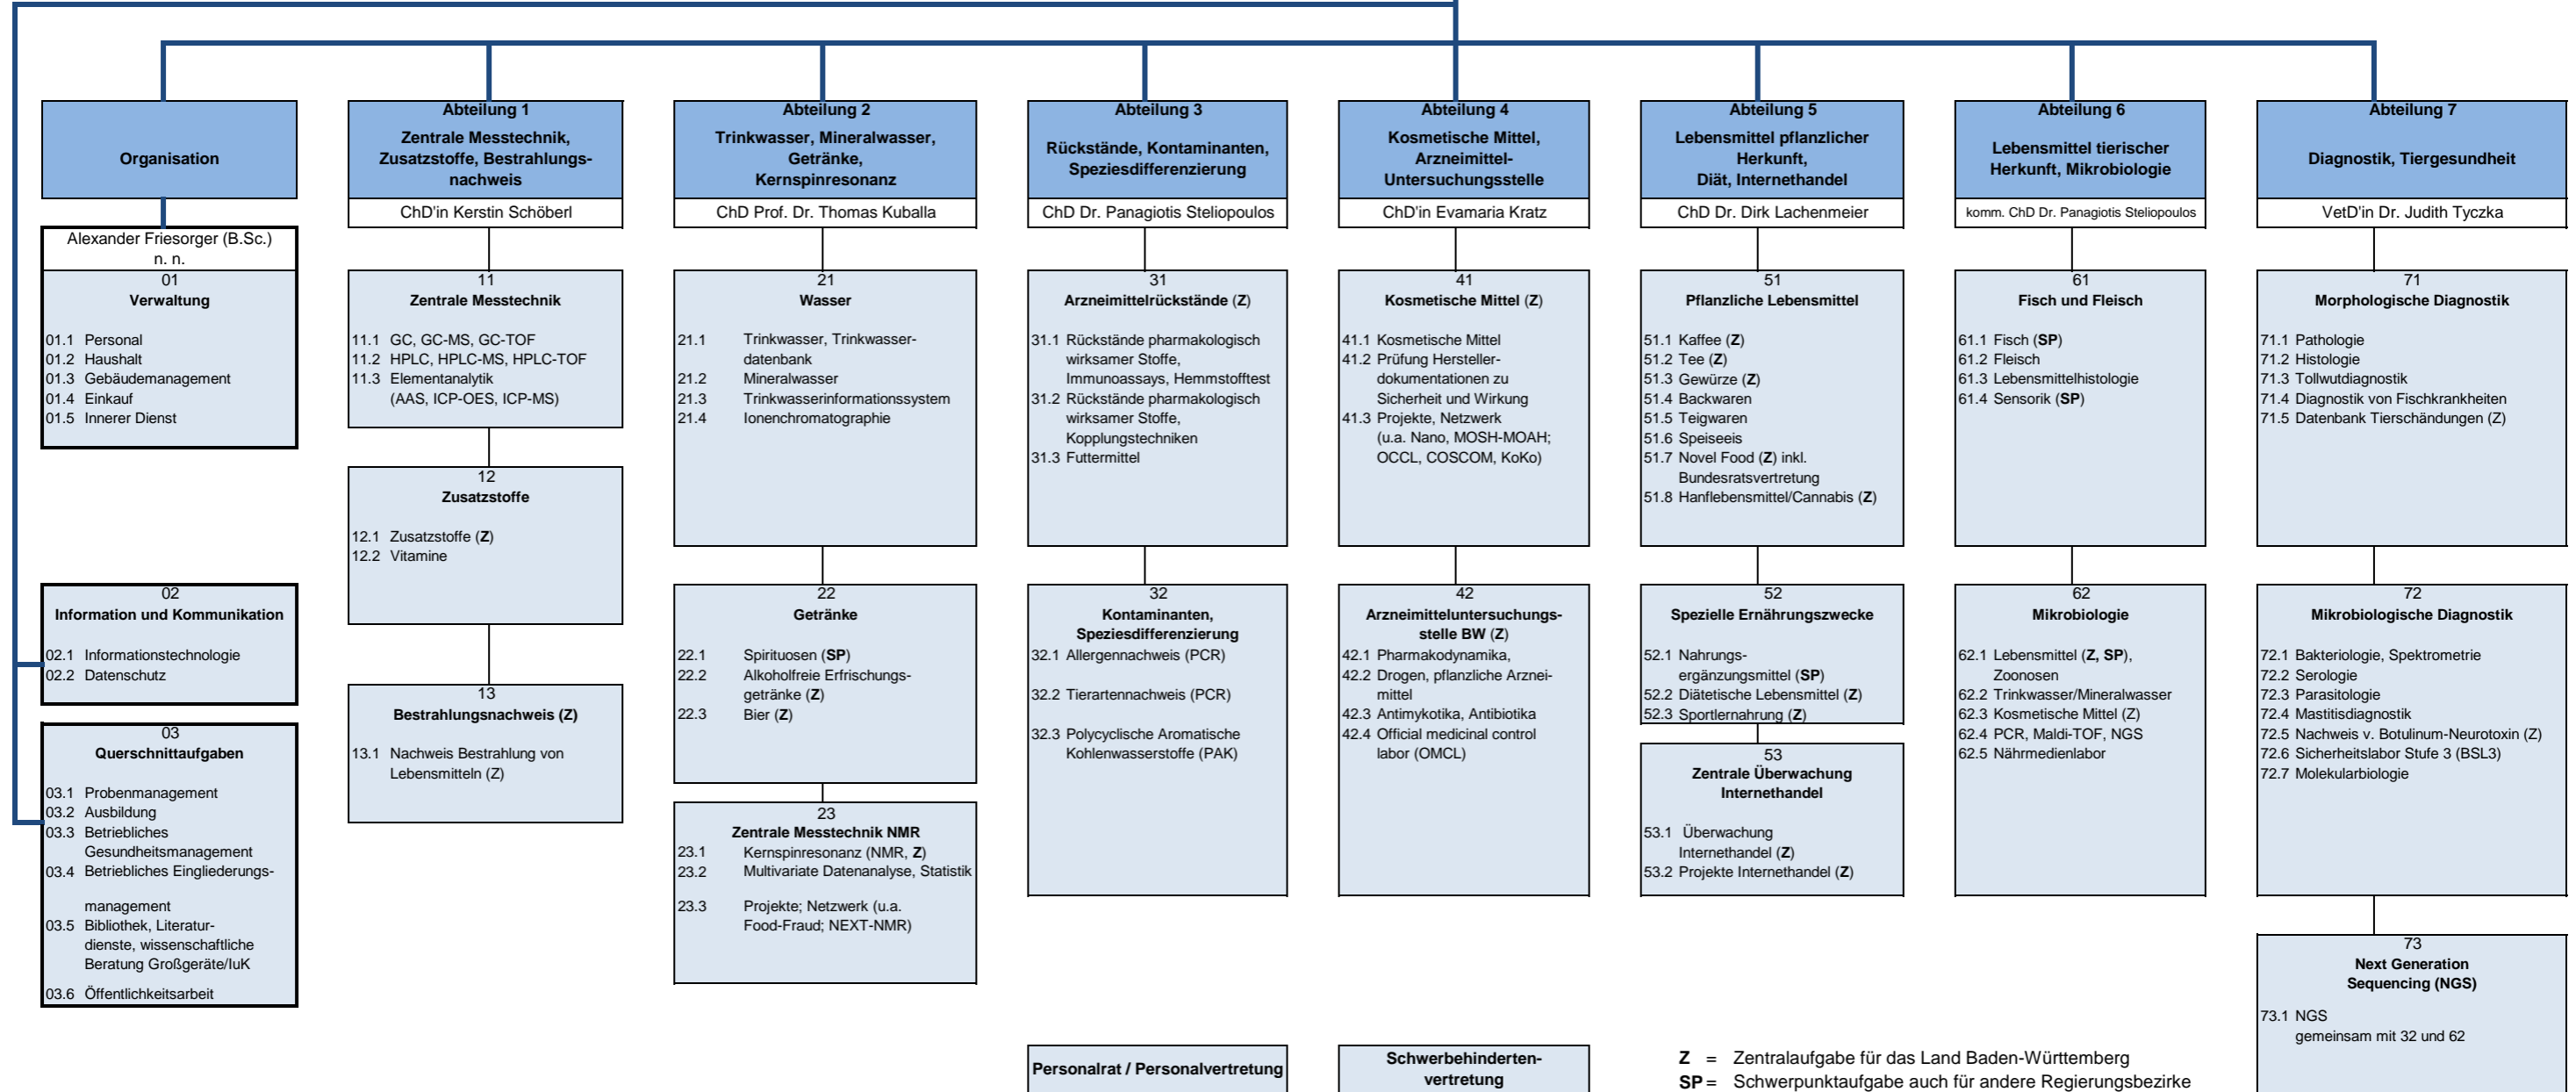 Organisation
Alexander Friesorger (B.Sc.)
n. n.
01
Verwaltung
01.1 Personal
01.2 Haushalt
01.3 Gebäudemanagement
01.4 Einkauf
01.5 Innerer Dienst
02
Information und Kommunikation
02.1 Informationstechnologie
02.2 Datenschutz
03
Querschnittaufgaben
03.1 Probenmanagement
03.2 Ausbildung
03.3 Betriebliches
Gesundheitsmanagement
03.4 Betriebliches Eingliederungs-
management
03.5 Bibliothek, Literatur-
dienste, wissenschaftliche
Beratung Großgeräte/IuK
03.6 Öffentlichkeitsarbeit
Abteilung 1
Zentrale Messtechnik,
Zusatzstoffe, Bestrahlungs-
nachweis
ChD'in Kerstin Schöberl
11
Zentrale Messtechnik
11.1 GC, GC-MS, GC-TOF
11.2 HPLC, HPLC-MS, HPLC-TOF
11.3 Elementanalytik
(AAS, ICP-OES, ICP-MS)
12
Zusatzstoffe
12.1 Zusatzstoffe (Z)
12.2 Vitamine
13
Bestrahlungsnachweis (Z)
13.1 Nachweis Bestrahlung von
Lebensmitteln (Z)
Abteilung 2
Trinkwasser, Mineralwasser,
Getränke,
Kernspinresonanz
ChD Prof. Dr. Thomas Kuballa
21
Wasser
21.1 Trinkwasser, Trinkwasser-
datenbank
21.2 Mineralwasser
21.3 Trinkwasserinformationssystem
21.4 Ionenchromatographie
22
Getränke
22.1 Spirituosen (SP)
22.2 Alkoholfreie Erfrischungs-
getränke (Z)
22.3 Bier (Z)
23
Zentrale Messtechnik NMR
23.1 Kernspinresonanz (NMR, Z)
23.2 Multivariate Datenanalyse, Statistik
23.3 Projekte; Netzwerk (u.a.
Food-Fraud; NEXT-NMR)
Abteilung 3
Rückstände, Kontaminanten,
Speziesdifferenzierung
ChD Dr. Panagiotis Steliopoulos
31
Arzneimittelrückstände (Z)
31.1 Rückstände pharmakologisch
wirksamer Stoffe,
Immunoassays, Hemmstofftest
31.2 Rückstände pharmakologisch
wirksamer Stoffe,
Kopplungstechniken
31.3 Futtermittel
32
Kontaminanten,
Speziesdifferenzierung
32.1 Allergennachweis (PCR)
32.2 Tierartennachweis (PCR)
32.3 Polycyclische Aromatische
Kohlenwasserstoffe (PAK)
Abteilung 4
Kosmetische Mittel,
Arzneimittel-
Untersuchungsstelle
ChD'in Evamaria Kratz
41
Kosmetische Mittel (Z)
41.1 Kosmetische Mittel
41.2 Prüfung Hersteller-
dokumentationen zu
Sicherheit und Wirkung
41.3 Projekte, Netzwerk
(u.a. Nano, MOSH-MOAH;
OCCL, COSCOM, KoKo)
42
Arzneimitteluntersuchungs-
stelle BW (Z)
42.1 Pharmakodynamika,
42.2 Drogen, pflanzliche Arznei-
mittel
42.3 Antimykotika, Antibiotika
42.4 Official medicinal control
labor (OMCL)
Abteilung 5
Lebensmittel pflanzlicher
Herkunft,
Diät, Internethandel
ChD Dr. Dirk Lachenmeier
51
Pflanzliche Lebensmittel
51.1 Kaffee (Z)
51.2 Tee (Z)
51.3 Gewürze (Z)
51.4 Backwaren
51.5 Teigwaren
51.6 Speiseeis
51.7 Novel Food (Z) inkl.
Bundesratsvertretung
51.8 Hanflebensmittel/Cannabis (Z)
52
Spezielle Ernährungszwecke
52.1 Nahrungs-
ergänzungsmittel (SP)
52.2 Diätetische Lebensmittel (Z)
52.3 Sportlernahrung (Z)
53
Zentrale Überwachung
Internethandel
53.1 Überwachung
Internethandel (Z)
53.2 Projekte Internethandel (Z)
Abteilung 6
Lebensmittel tierischer
Herkunft, Mikrobiologie
komm. ChD Dr. Panagiotis Steliopoulos
61
Fisch und Fleisch
61.1 Fisch (SP)
61.2 Fleisch
61.3 Lebensmittelhistologie
61.4 Sensorik (SP)
62
Mikrobiologie
62.1 Lebensmittel (Z, SP),
Zoonosen
62.2 Trinkwasser/Mineralwasser
62.3 Kosmetische Mittel (Z)
62.4 PCR, Maldi-TOF, NGS
62.5 Nährmedienlabor
Abteilung 7
Diagnostik, Tiergesundheit
VetD'in Dr. Judith Tyczka
71
Morphologische Diagnostik
71.1 Pathologie
71.2 Histologie
71.3 Tollwutdiagnostik
71.4 Diagnostik von Fischkrankheiten
71.5 Datenbank Tierschändungen (Z)
72
Mikrobiologische Diagnostik
72.1 Bakteriologie, Spektrometrie
72.2 Serologie
72.3 Parasitologie
72.4 Mastitisdiagnostik
72.5 Nachweis v. Botulinum-Neurotoxin (Z)
72.6 Sicherheitslabor Stufe 3 (BSL3)
72.7 Molekularbiologie
73
Next Generation
Sequencing (NGS)
73.1 NGS
gemeinsam mit 32 und 62
Personalrat / Personalvertretung
Schwerbehinderten-
vertretung
Z = Zentralaufgabe für das Land Baden-Württemberg
SP = Schwerpunktaufgabe auch für andere Regierungsbezirke